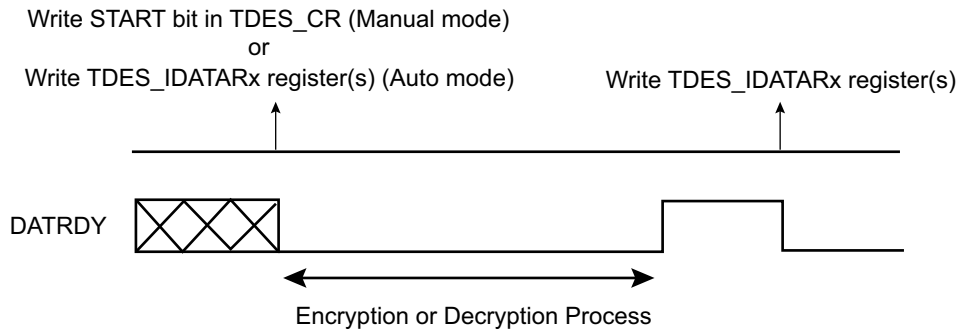 Write START bit in TDES_CR (Manual mode)
or
Write TDES_IDATARx register(s) (Auto mode)
Write TDES_IDATARx register(s)
DATRDY
Encryption or Decryption Process